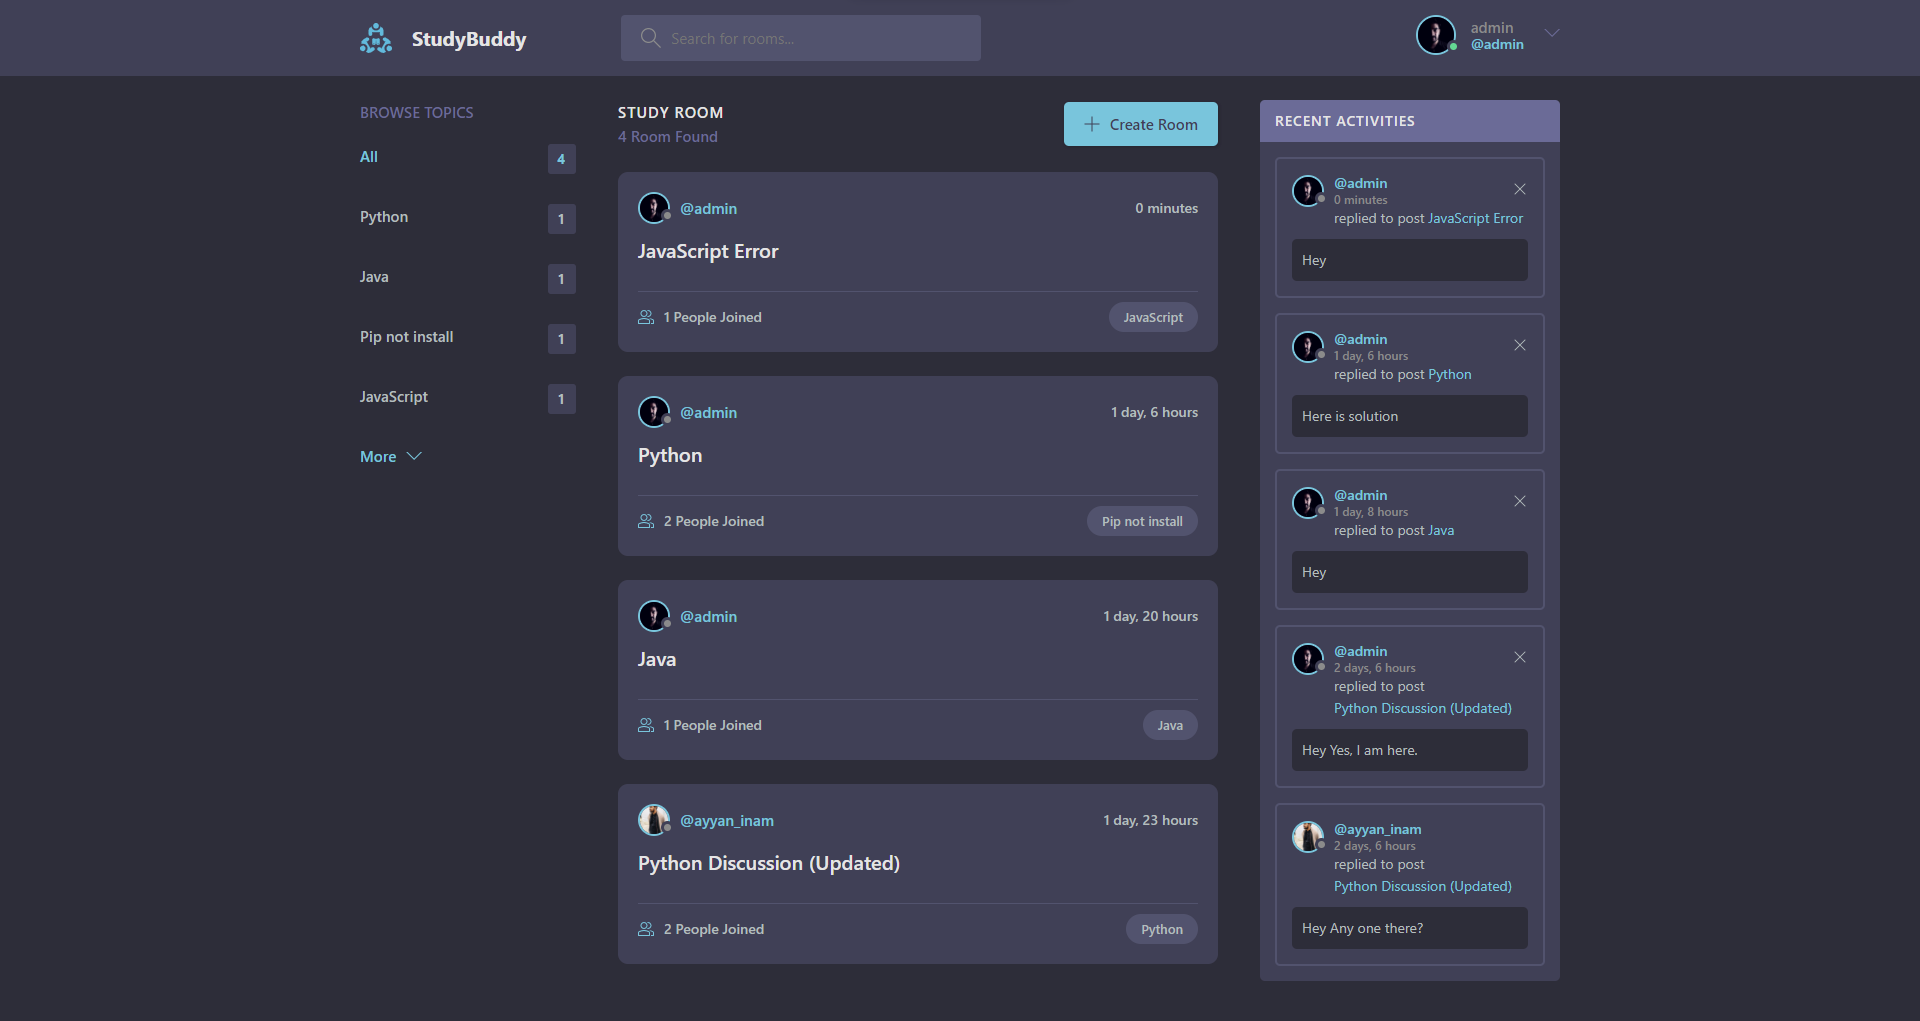 StudyBuddy
Search for rooms...
admin
@admin
BROWSE TOPICS
All 4
Python 1
Java 1
Pip not install 1
JavaScript 1
More
STUDY ROOM
4 Room Found
Create Room
@admin 0 minutes
JavaScript Error
1 People Joined JavaScript
@admin 1 day, 6 hours
Python
2 People Joined Pip not install
@admin 1 day, 20 hours
Java
1 People Joined Java
@ayyan_inam 1 day, 23 hours
Python Discussion (Updated)
2 People Joined Python
RECENT ACTIVITIES
@admin
0 minutes
replied to post JavaScript Error
Hey
@admin
1 day, 6 hours
replied to post Python
Here is solution
@admin
1 day, 8 hours
replied to post Java
Hey
@admin
2 days, 6 hours
replied to post
Python Discussion (Updated)
Hey Yes, I am here.
@ayyan_inam
2 days, 6 hours
replied to post
Python Discussion (Updated)
Hey Any one there?